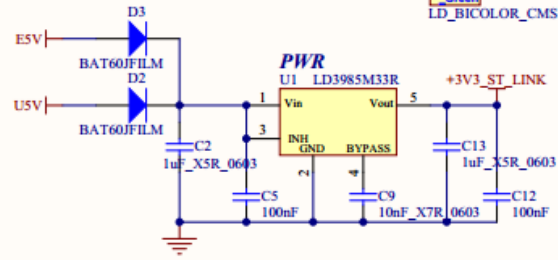 D3
LD_BICOLOR_CMS
E5V
BAT60JFILM
PWR
U1 LD3985M33R
D2
+3V3_ST_LINK
U5V
1 Vin Vout 5
BAT60JFILM
3 INH
GND BYPASS
C2
1uF_X5R_0603
C13
1uF_X5R_0603
2 4
C5
100nF
C9
10nF_X7R_0603
C12
100nF